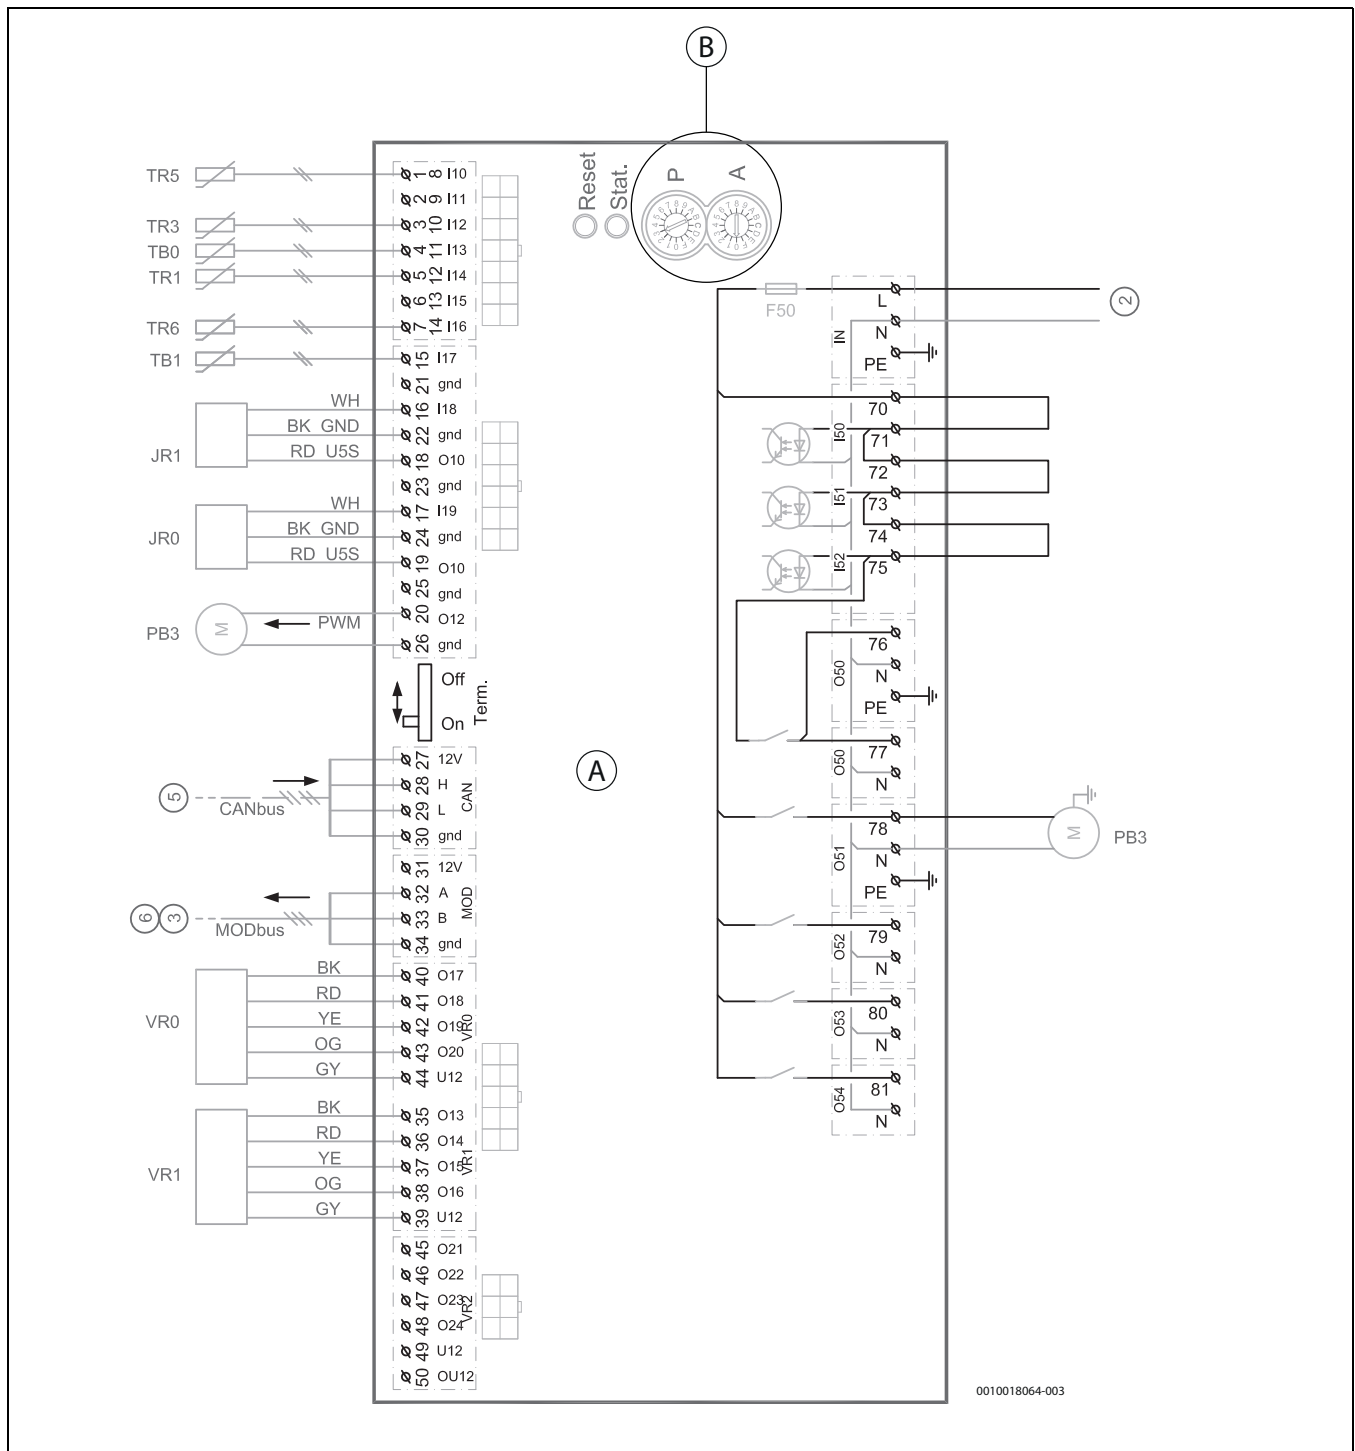 B
Reset
Stat.
P
A
TR5
1 8 I10
2 9 I11
TR3
3 10 I12
TB0
4 11 I13
TR1
5 12 I14
6 13 I15
TR6
7 14 I16
TB1
15 I17
21 gnd
JR1
WH
16 I18
BK GND
22 gnd
RD U5S
18 O10
23 gnd
JR0
WH
17 I19
BK GND
24 gnd
RD U5S
19 O10
25 gnd
PB3
M
PWM
20 O12
26 gnd
Off
On
Term.
5
CANbus
27 12V
28 H
29 L
30 gnd
CAN
6
3
MODbus
31 12V
32 A
33 B
34 gnd
MOD
VR0
BK
40 O17
RD
41 O18
YE
42 O19
OG
43 O20
GY
44 U12
VR0
VR1
BK
35 O13
RD
36 O14
YE
37 O15
OG
38 O16
GY
39 U12
VR1
45 O21
46 O22
47 O23
48 O24
49 U12
50 OU12
VR2
A
F50
IN
L
N
PE
2
I50
70
71
72
I51
73
74
I52
75
O50
76
N
PE
O50
77
N
O51
78
N
PE
M
PB3
O52
79
N
O53
80
N
O54
81
N
0010018064-003